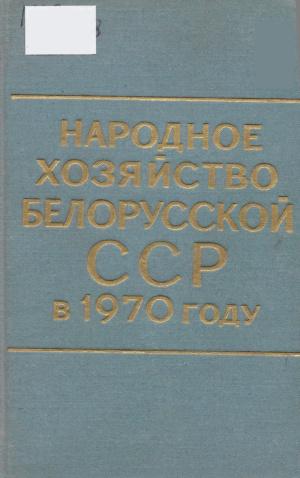 НАРОДНОЕ
ХОЗЯЙСТВО
БЕЛОРУССКОЙ
ССР
в 1970 году